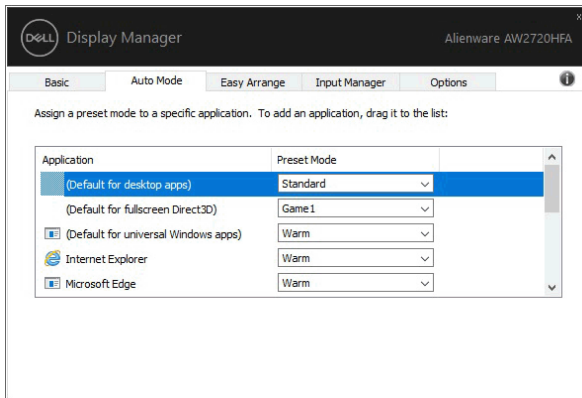 DELL Display Manager Alienware AW2720HFA
Basic Auto Mode Easy Arrange Input Manager Options i
Assign a preset mode to a specific application. To add an application, drag it to the list:
Application Preset Mode
(Default for desktop apps) Standard
(Default for fullscreen Direct3D) Game1
(Default for universal Windows apps) Warm
Internet Explorer Warm
Microsoft Edge Warm